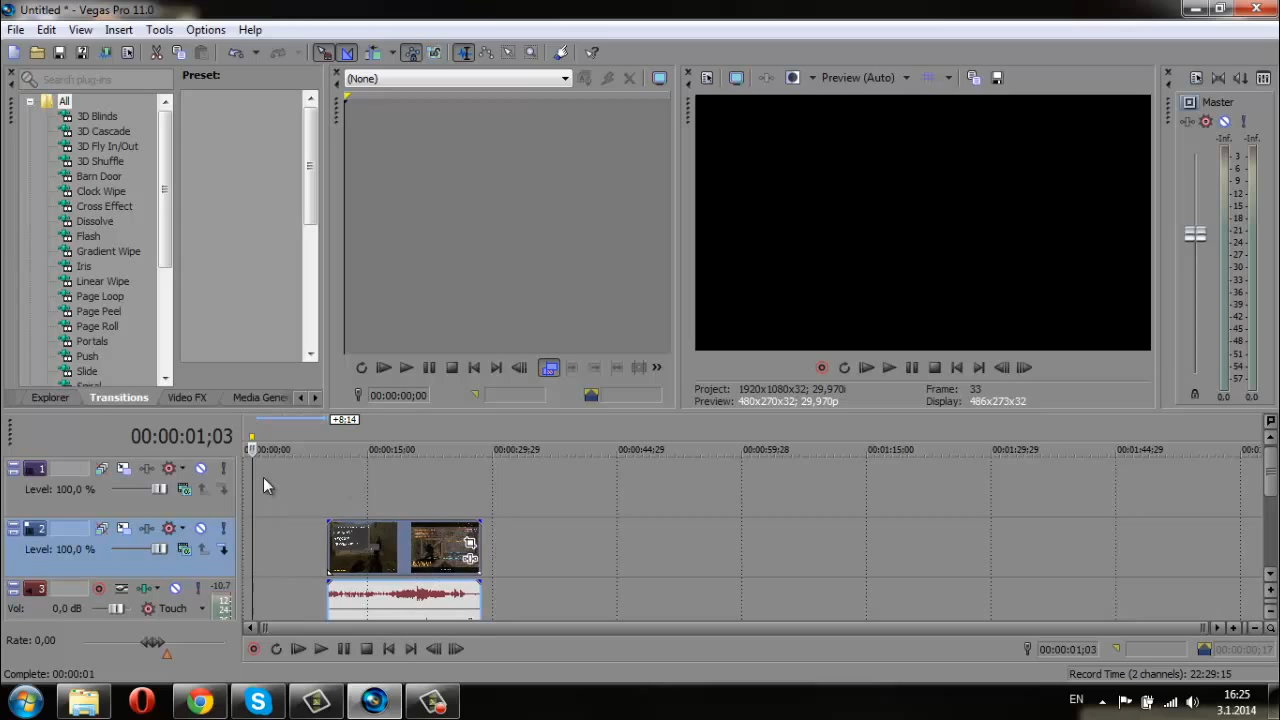 Untitled * - Vegas Pro 11.0
File Edit View Insert Tools Options Help
Search plug-ins
Preset:
(None)
Preview (Auto)
Master
All
3D Blinds
3D Cascade
3D Fly In/Out
3D Shuffle
Barn Door
Clock Wipe
Cross Effect
Dissolve
Flash
Gradient Wipe
Iris
Linear Wipe
Page Loop
Page Peel
Page Roll
Portals
Push
Slide
Spiral
-Inf. -Inf.
3
6
9
12
15
18
21
24
27
30
33
36
39
42
45
48
51
54
57
0,0 0,0
Explorer Transitions Video FX Media Gene
00:00:00;00
Project: 1920x1080x32; 29,970i
Frame: 33
Preview: 480x270x32; 29,970p
Display: 486x273x32
00:00:01;03
+8:14
00:00:00 00:00:15:00 00:00:29:29 00:00:44:29 00:00:59:28 00:01:15:00 00:01:29:29 00:01:44:29 00:0
1
Level: 100,0 %
2
Level: 100,0 %
3
-10.7
Vol: 0,0 dB Touch
12
24
Rate: 0,00
00:00:01;03
00:00:00;17
Complete: 00:00:01
Record Time (2 channels): 22:29:15
EN
16:25
3.1.2014